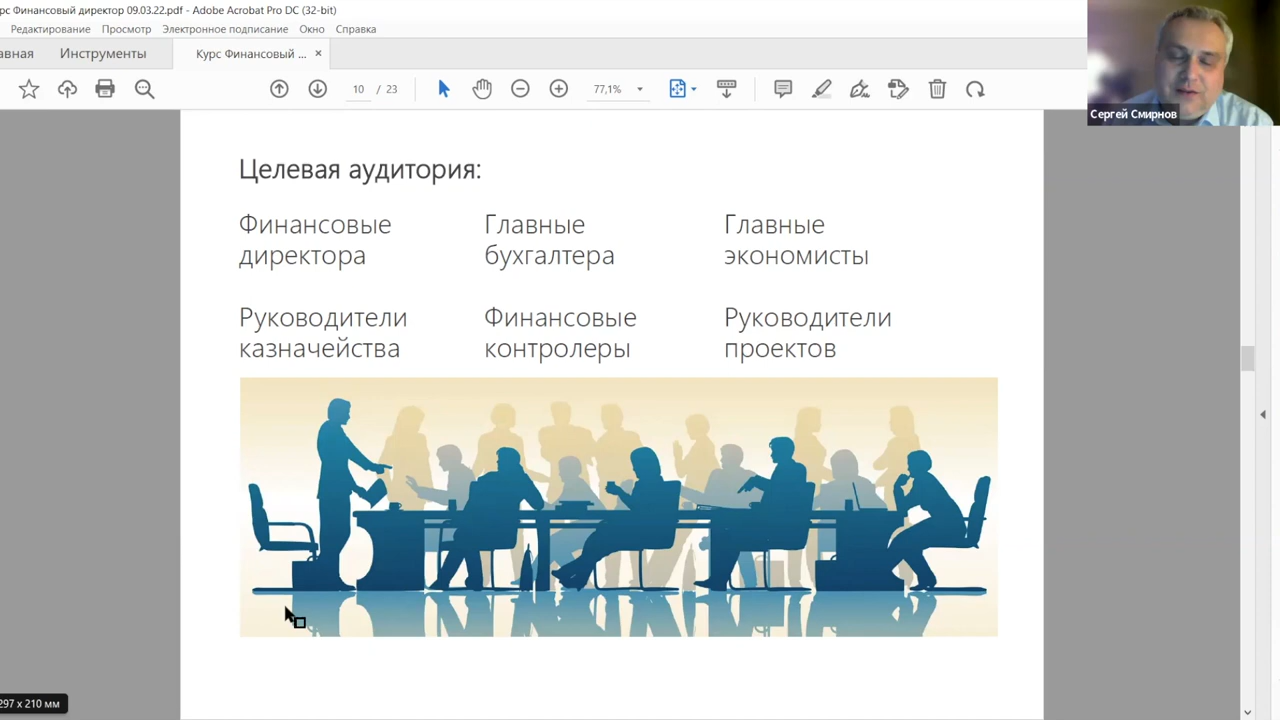 рс Финансовый директор 09.03.22.pdf - Adobe Acrobat Pro DC (32-bit)
Редактирование Просмотр Электронное подписание Окно Справка
авная Инструменты Курс Финансовый ... ×
10 / 23 77,1%
Сергей Смирнов
Целевая аудитория:
Финансовые директора
Главные бухгалтера
Главные экономисты
Руководители казначейства
Финансовые контролеры
Руководители проектов
297 x 210 мм